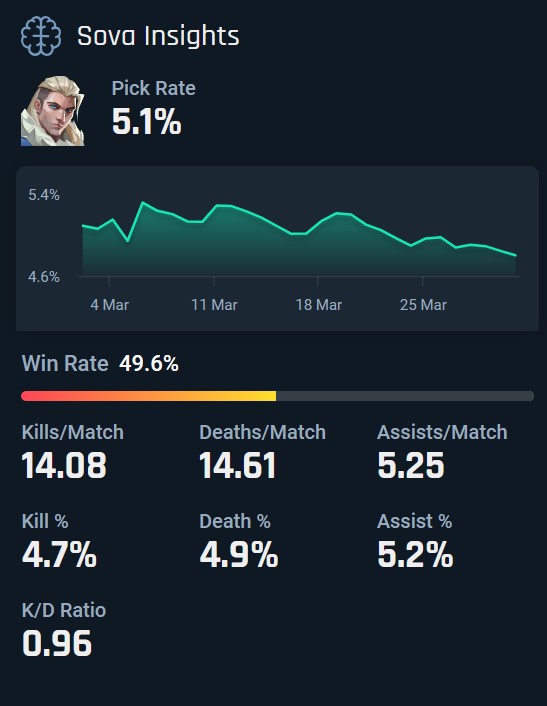 Sova Insights
Pick Rate
5.1%
5.4%
4.6%
4 Mar 11 Mar 18 Mar 25 Mar
Win Rate 49.6%
Kills/Match Deaths/Match Assists/Match
14.08 14.61 5.25
Kill % Death % Assist %
4.7% 4.9% 5.2%
K/D Ratio
0.96